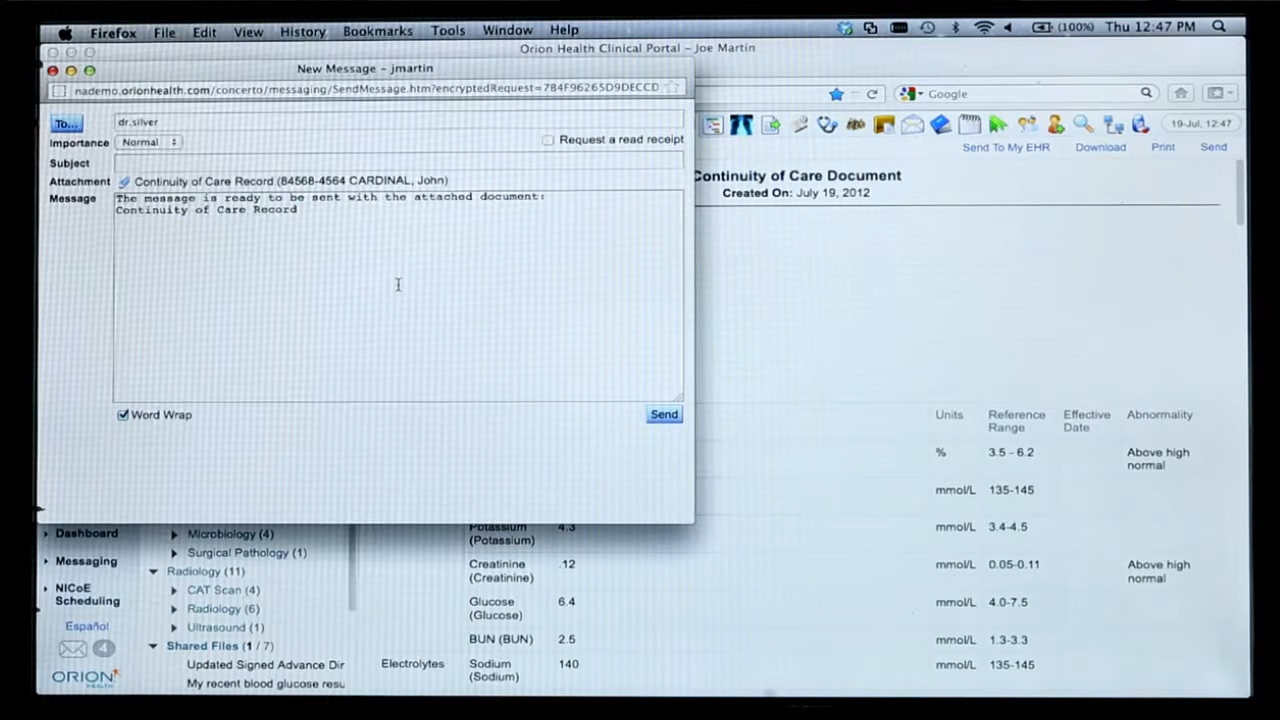 Firefox File Edit View History Bookmarks Tools Window Help (100%) Thu 12:47 PM
Orion Health Clinical Portal - Joe Martin
New Message - jmartin
nademo.orionhealth.com/concerto/messaging/SendMessage.htm?encryptedRequest=784F96265D9DECCD
Google
To... dr.silver
19-Jul, 12:47
Importance Normal Request a read receipt
Send To My EHR Download Print Send
Subject
Attachment Continuity of Care Record (84568-4564 CARDINAL, John)
Continuity of Care Document
Created On: July 19, 2012
Message The message is ready to be sent with the attached document:
Continuity of Care Record
Word Wrap Send
Units Reference Range Effective Date Abnormality
% 3.5 - 6.2 Above high normal
mmol/L 135-145
Dashboard Microbiology (4) Potassium (Potassium) 4.3 mmol/L 3.4-4.5
Surgical Pathology (1)
Messaging Radiology (11) Creatinine (Creatinine) .12 mmol/L 0.05-0.11 Above high normal
NICoE Scheduling CAT Scan (4)
Radiology (6) Glucose (Glucose) 6.4 mmol/L 4.0-7.5
Español Ultrasound (1)
4 Shared Files (1 / 7) BUN (BUN) 2.5 mmol/L 1.3-3.3
Updated Signed Advance Dir Electrolytes Sodium (Sodium) 140 mmol/L 135-145
ORION HEALTH My recent blood glucose resu